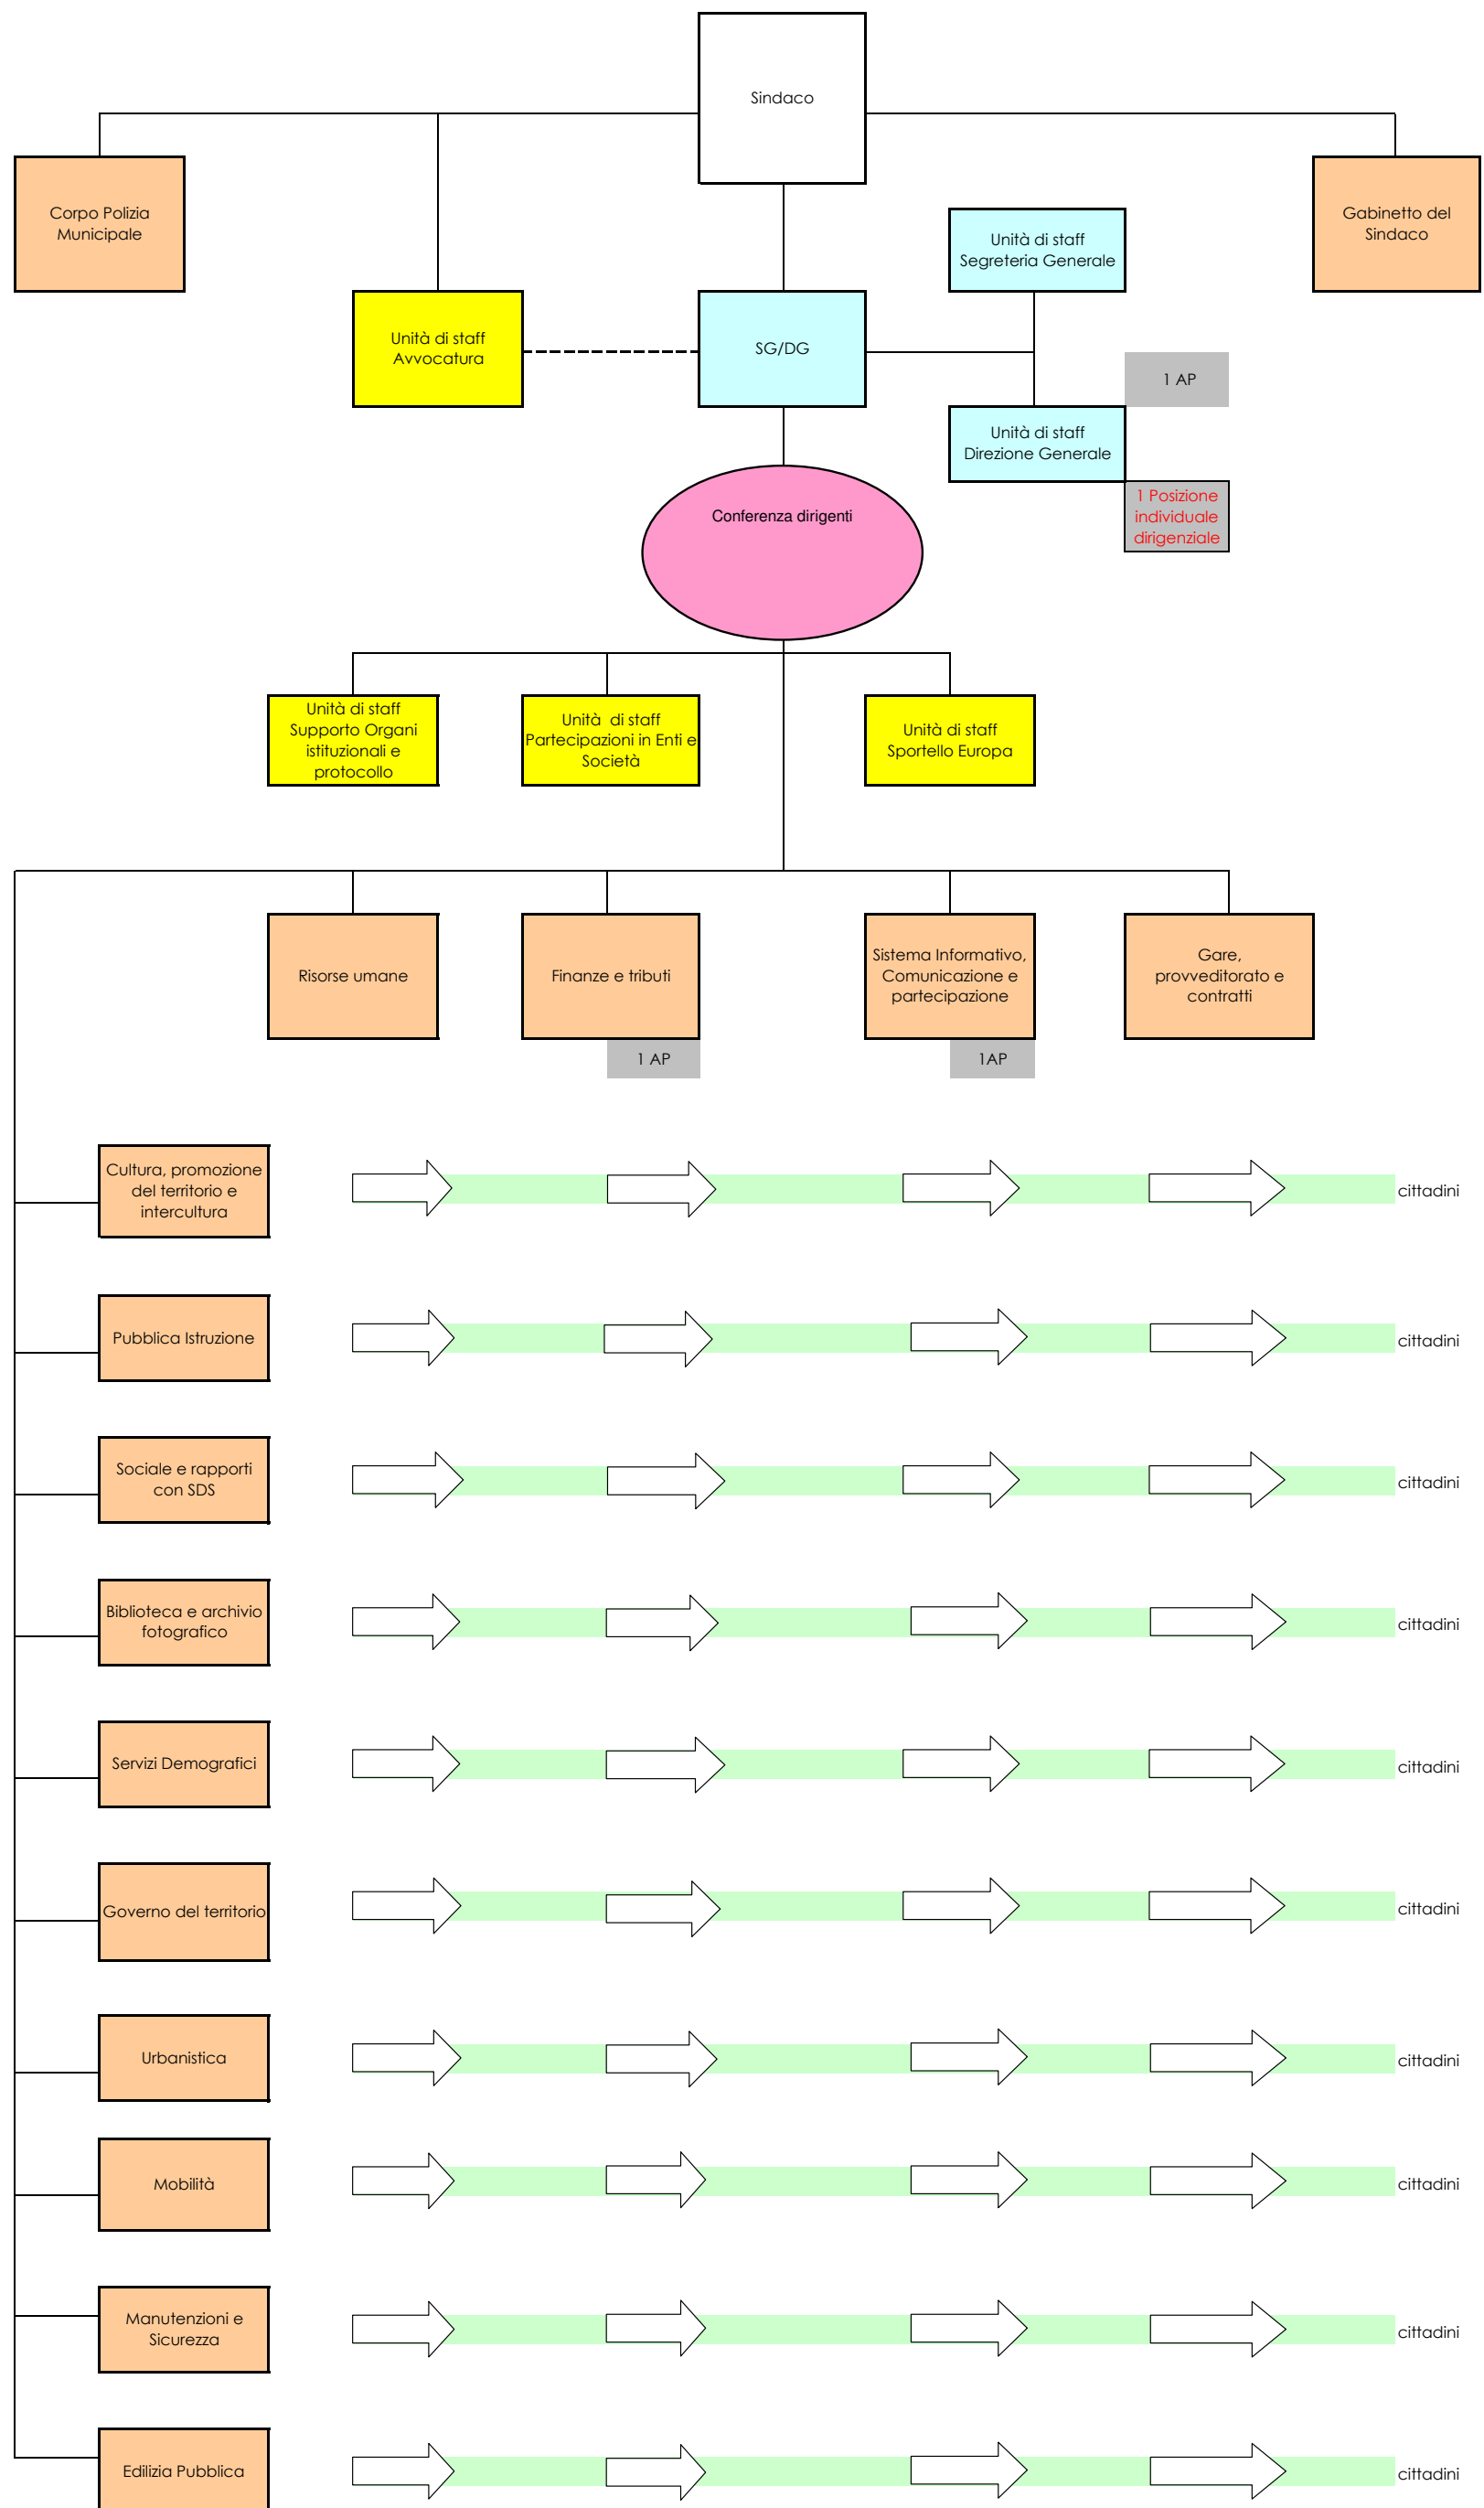 Sindaco
Corpo Polizia
Municipale
Gabinetto del
Sindaco
Unità di staff
Segreteria Generale
Unità di staff
Avvocatura
SG/DG
1 AP
Unità di staff
Direzione Generale
1 Posizione
individuale
dirigenziale
Conferenza dirigenti
Unità di staff
Supporto Organi
istituzionali e
protocollo
Unità di staff
Partecipazioni in Enti e
Società
Unità di staff
Sportello Europa
Risorse umane
Finanze e tributi
Sistema Informativo,
Comunicazione e
partecipazione
Gare,
provveditorato e
contratti
1 AP
1AP
Cultura, promozione
del territorio e
intercultura
cittadini
Pubblica Istruzione
cittadini
Sociale e rapporti
con SDS
cittadini
Biblioteca e archivio
fotografico
cittadini
Servizi Demografici
cittadini
Governo del territorio
cittadini
Urbanistica
cittadini
Mobilità
cittadini
Manutenzioni e
Sicurezza
cittadini
Edilizia Pubblica
cittadini